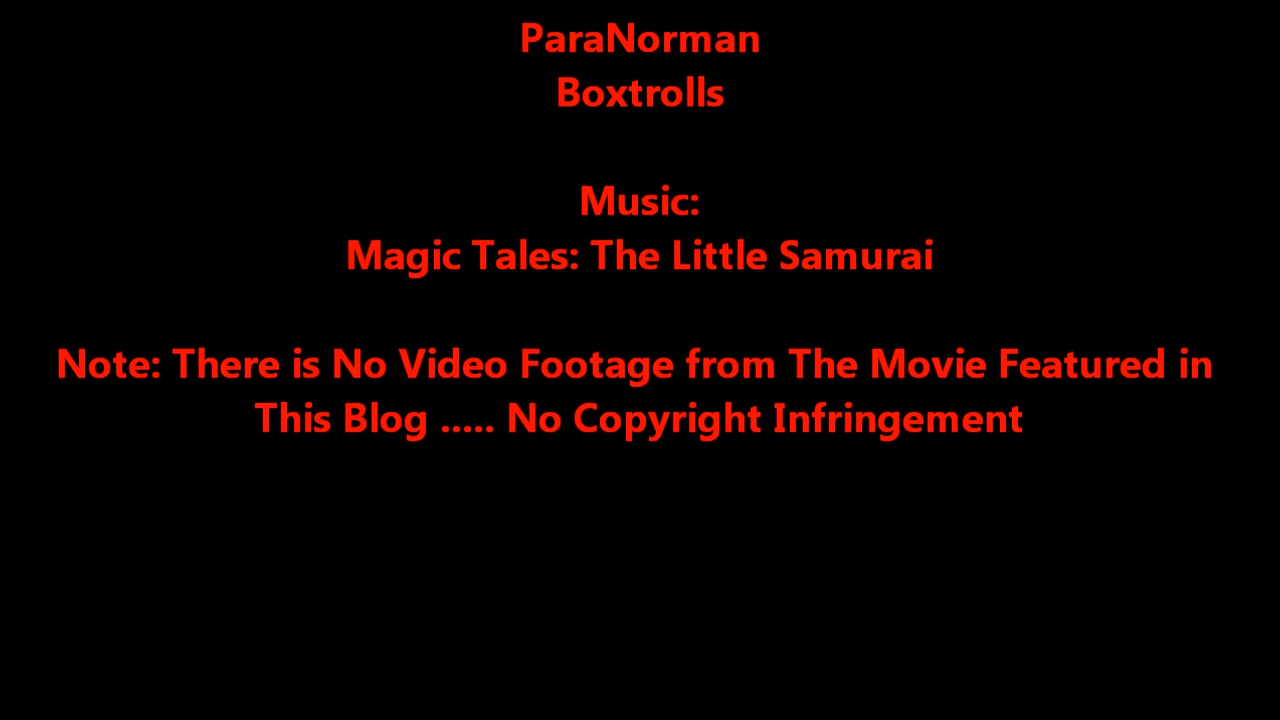 ParaNorman
Boxtrolls
Music:
Magic Tales: The Little Samurai
Note: There is No Video Footage from The Movie Featured in
This Blog ..... No Copyright Infringement